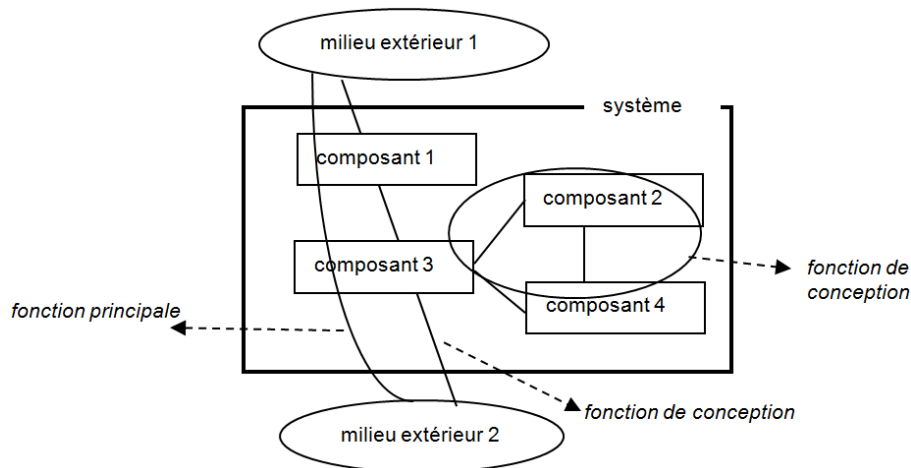 milieu extérieur 1
système
composant 1
composant 2
composant 3
fonction de
conception
composant 4
fonction principale
fonction de conception
milieu extérieur 2